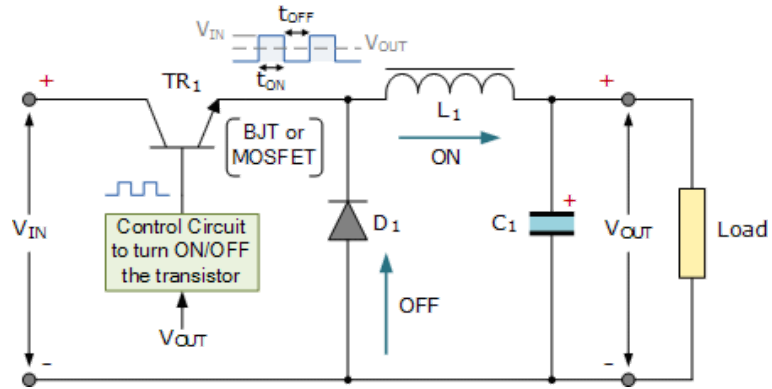 tOFF
VIN
VOUT
tON
+
TR1
+
L1
BJT or
MOSFET
ON
+
VIN
Control Circuit
to turn ON/OFF
the transistor
D1
C1
VOUT
Load
OFF
VOUT
-
-